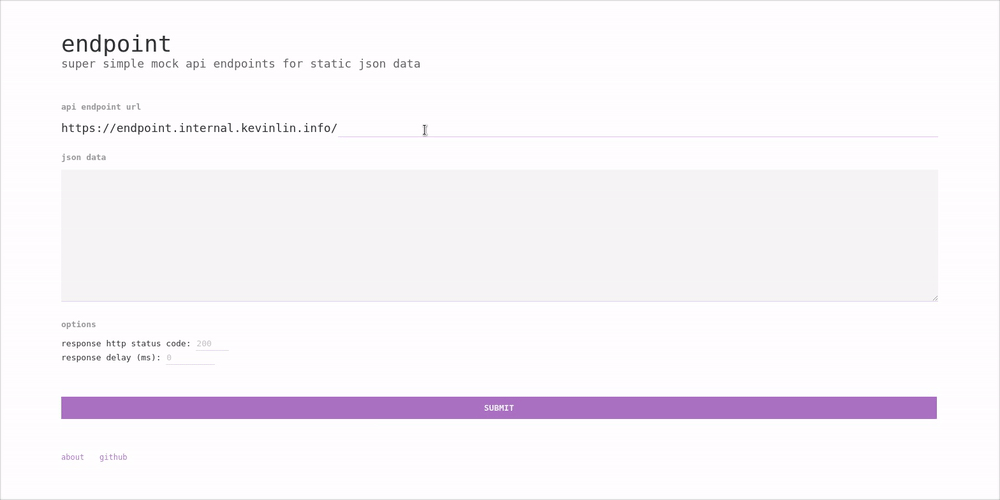 endpoint
super simple mock api endpoints for static json data
api endpoint url
https://endpoint.internal.kevinlin.info/
json data
options
response http status code: 200
response delay (ms): 0
SUBMIT
about github